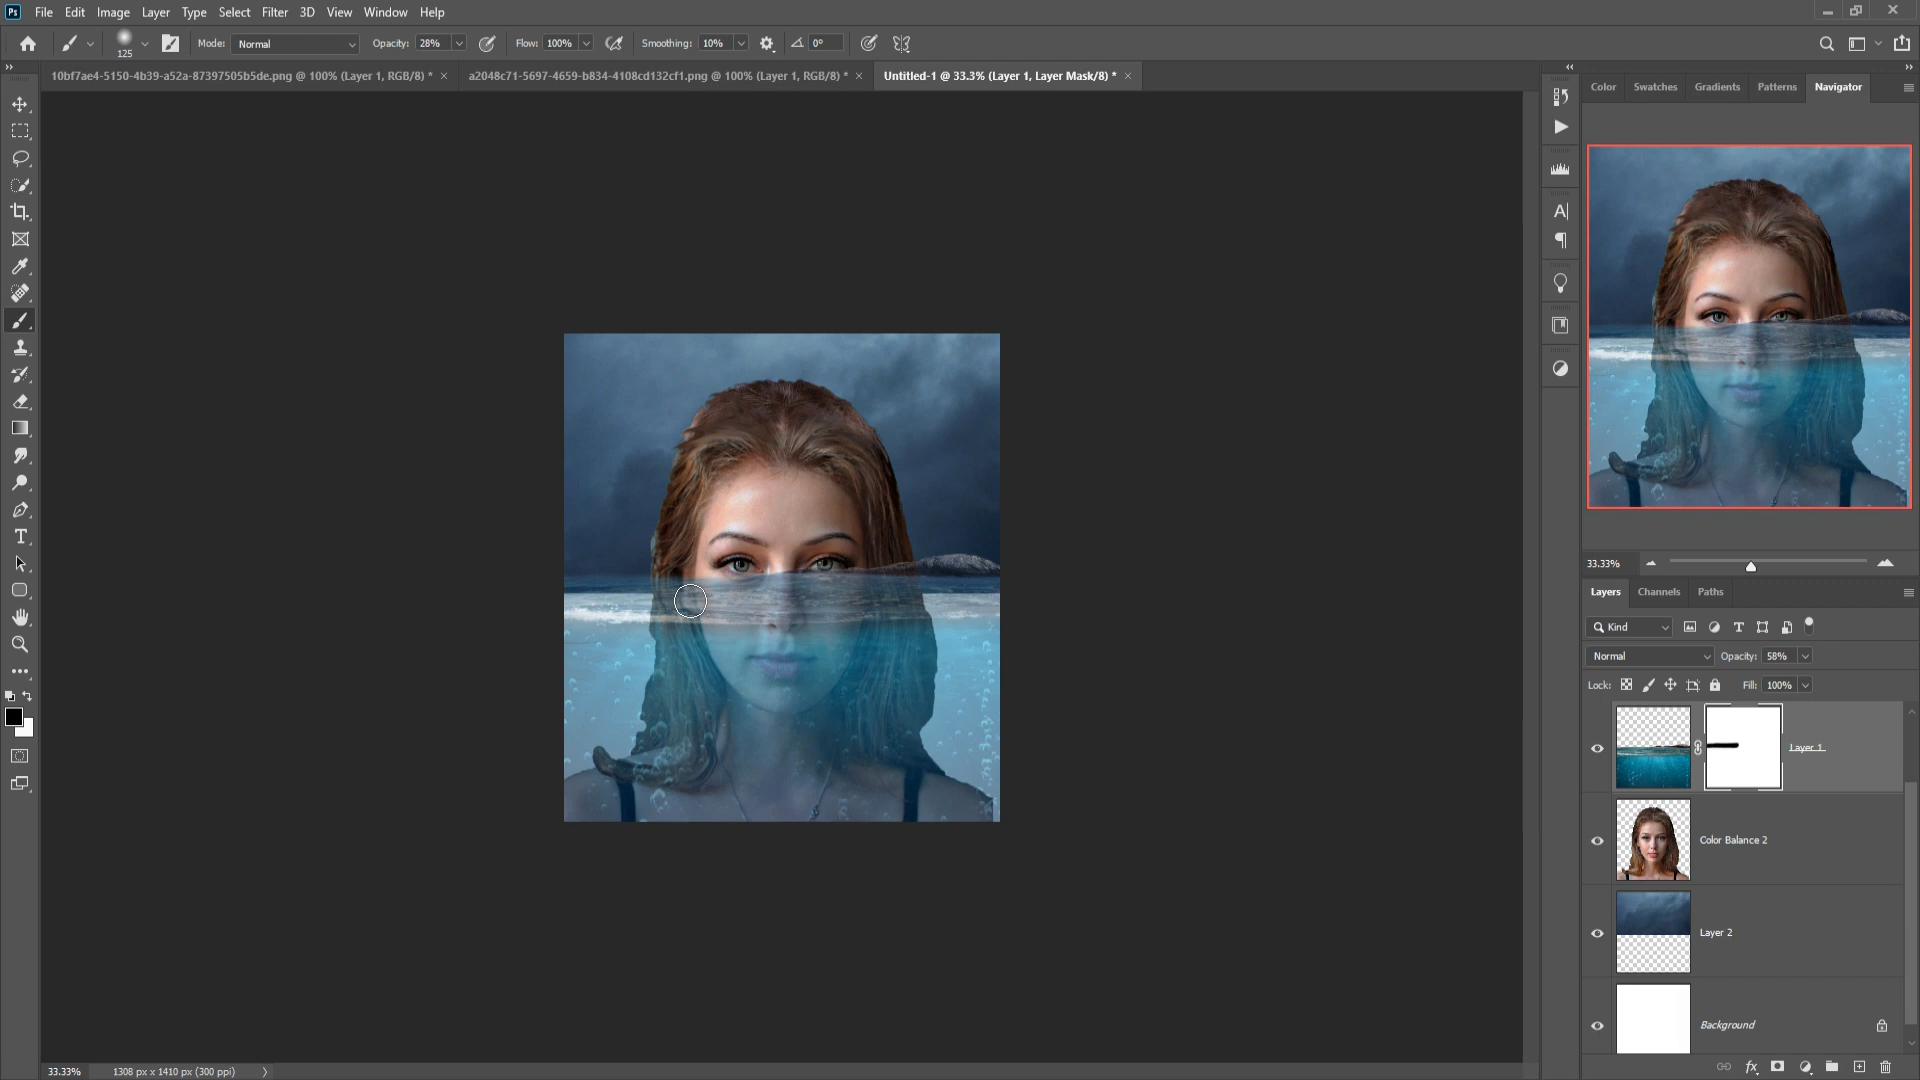 Ps File Edit Image Layer Type Select Filter 3D View Window Help
125 Mode: Normal Opacity: 28% Flow: 100% Smoothing: 10% 0°
10bf7ae4-5150-4b39-a52a-87397505b5de.png @ 100% (Layer 1, RGB/8) * × a2048c71-5697-4659-b834-4108cd132cf1.png @ 100% (Layer 1, RGB/8) * × Untitled-1 @ 33.3% (Layer 1, Layer Mask/8) * ×
Color Swatches Gradients Patterns Navigator
33.33%
Layers Channels Paths
Kind
Normal Opacity: 58%
Lock: Fill: 100%
Layer 1
Color Balance 2
Layer 2
Background
33.33% 1308 px x 1410 px (300 ppi)